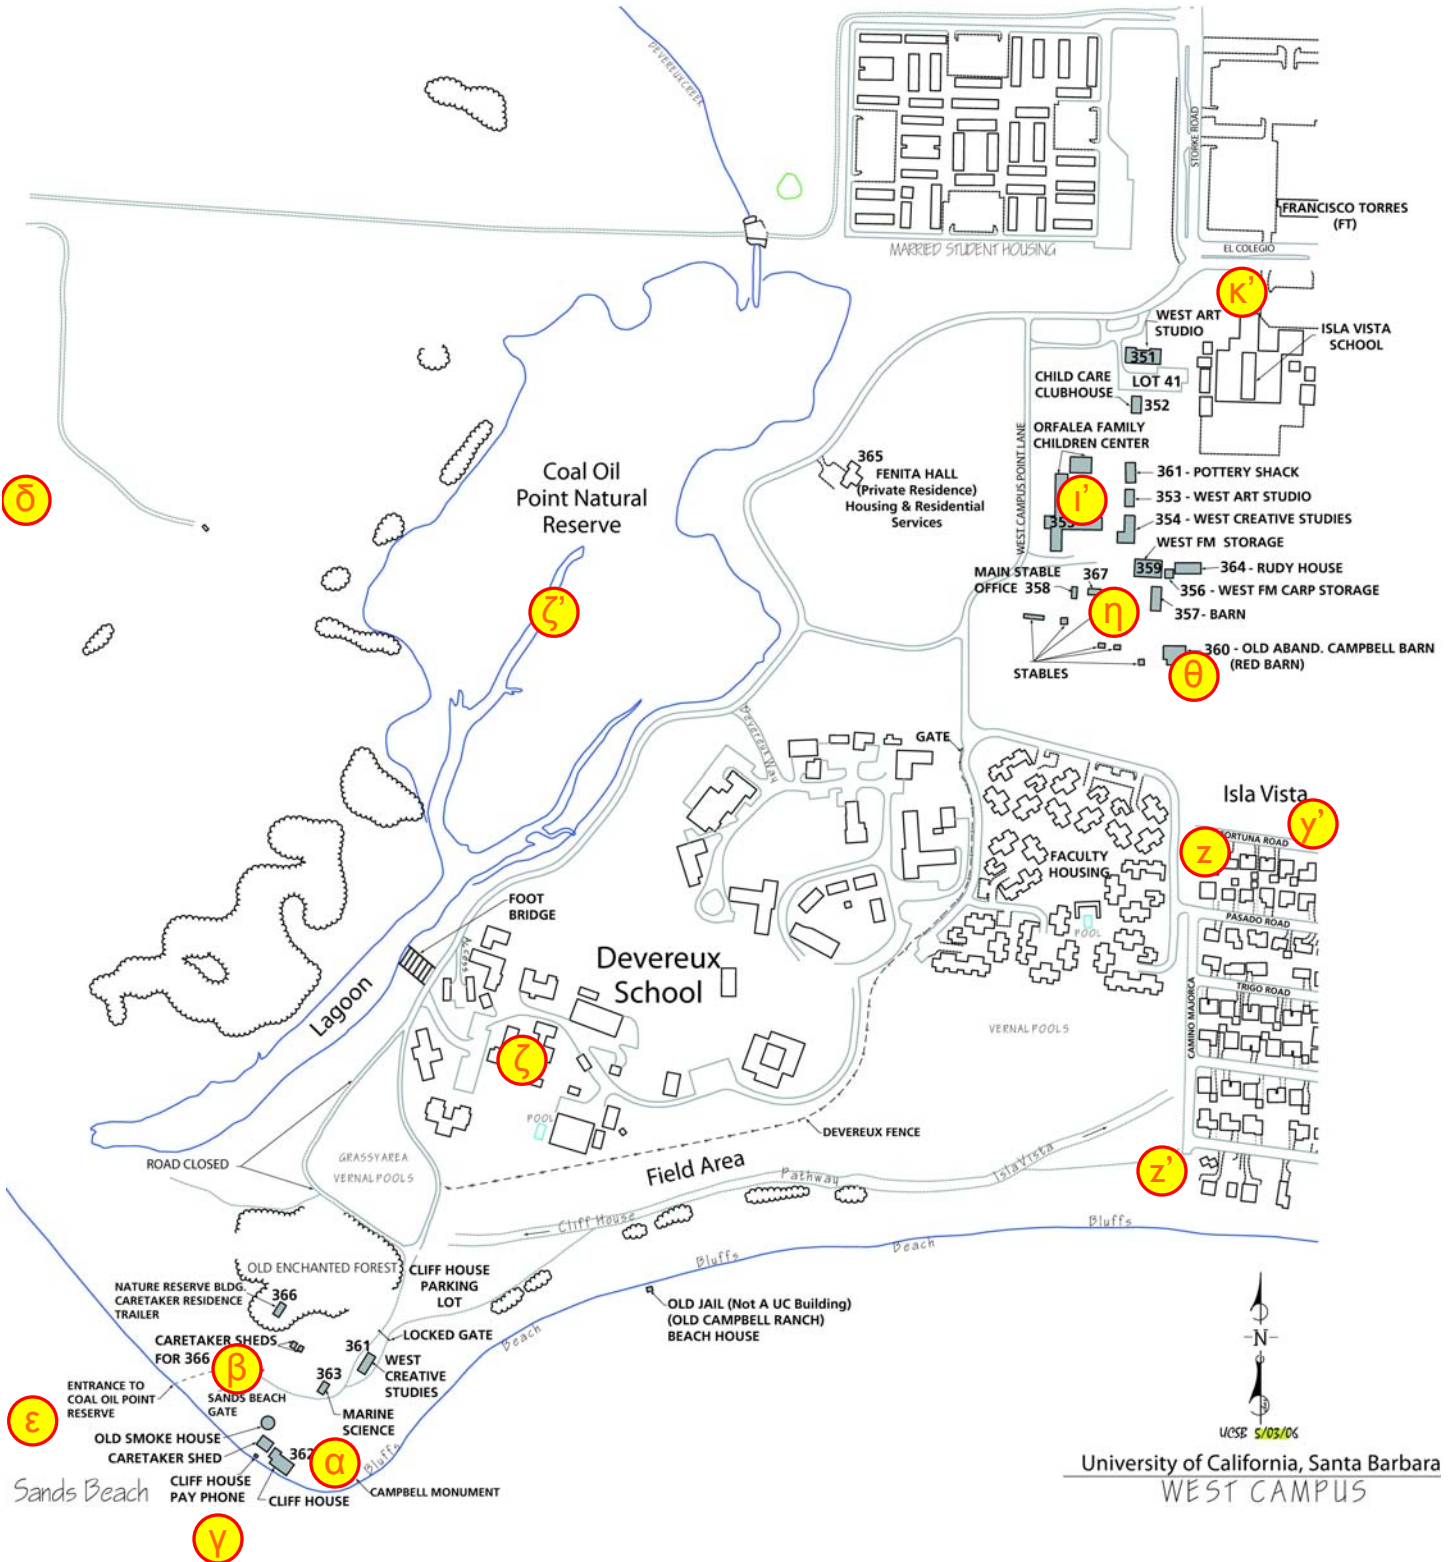 DEVEREUX CREEK
STORKE ROAD
FRANCISCO TORRES
(FT)
MARRIED STUDENT HOUSING
EL COLEGIO
κ'
WEST ART
STUDIO
ISLA VISTA
SCHOOL
351
LOT 41
CHILD CARE
CLUBHOUSE
352
ORFALEA FAMILY
CHILDREN CENTER
WEST CAMPUS POINT LANE
365
FENITA HALL
(Private Residence)
Housing & Residential
Services
361 - POTTERY SHACK
353 - WEST ART STUDIO
354 - WEST CREATIVE STUDIES
ι'
δ
Coal Oil
Point Natural
Reserve
WEST FM STORAGE
359
364 - RUDY HOUSE
356 - WEST FM CARP STORAGE
357- BARN
MAIN STABLE
OFFICE 358
367
ζ'
η
STABLES
360 - OLD ABAND. CAMPBELL BARN
(RED BARN)
θ
Devereux Way
GATE
Isla Vista
y'
FORTUNA ROAD
z
FACULTY
HOUSING
POOL
PASADO ROAD
TRIGO ROAD
CAMINO MAJORCA
VERNAL POOLS
FOOT
BRIDGE
Access
Devereux
School
Lagoon
ζ
POOL
DEVEREUX FENCE
ROAD CLOSED
GRASSY AREA
VERNAL POOLS
Field Area
Pathway
Isla Vista
z'
Cliff House
Bluffs
Beach
Bluffs
OLD ENCHANTED FOREST
CLIFF HOUSE
PARKING
LOT
NATURE RESERVE BLDG.
CARETAKER RESIDENCE
TRAILER
366
OLD JAIL (Not A UC Building)
(OLD CAMPBELL RANCH)
BEACH HOUSE
Beach
LOCKED GATE
CARETAKER SHEDS
FOR 366
361
WEST
CREATIVE
STUDIES
363
β
ENTRANCE TO
COAL OIL POINT
RESERVE
SANDS BEACH
GATE
MARINE
SCIENCE
ε
OLD SMOKE HOUSE
CARETAKER SHED
362
α
Bluffs
CLIFF HOUSE
PAY PHONE
CLIFF HOUSE
CAMPBELL MONUMENT
Sands Beach
γ
-N-
UCSB 5/03/06
University of California, Santa Barbara
WEST CAMPUS